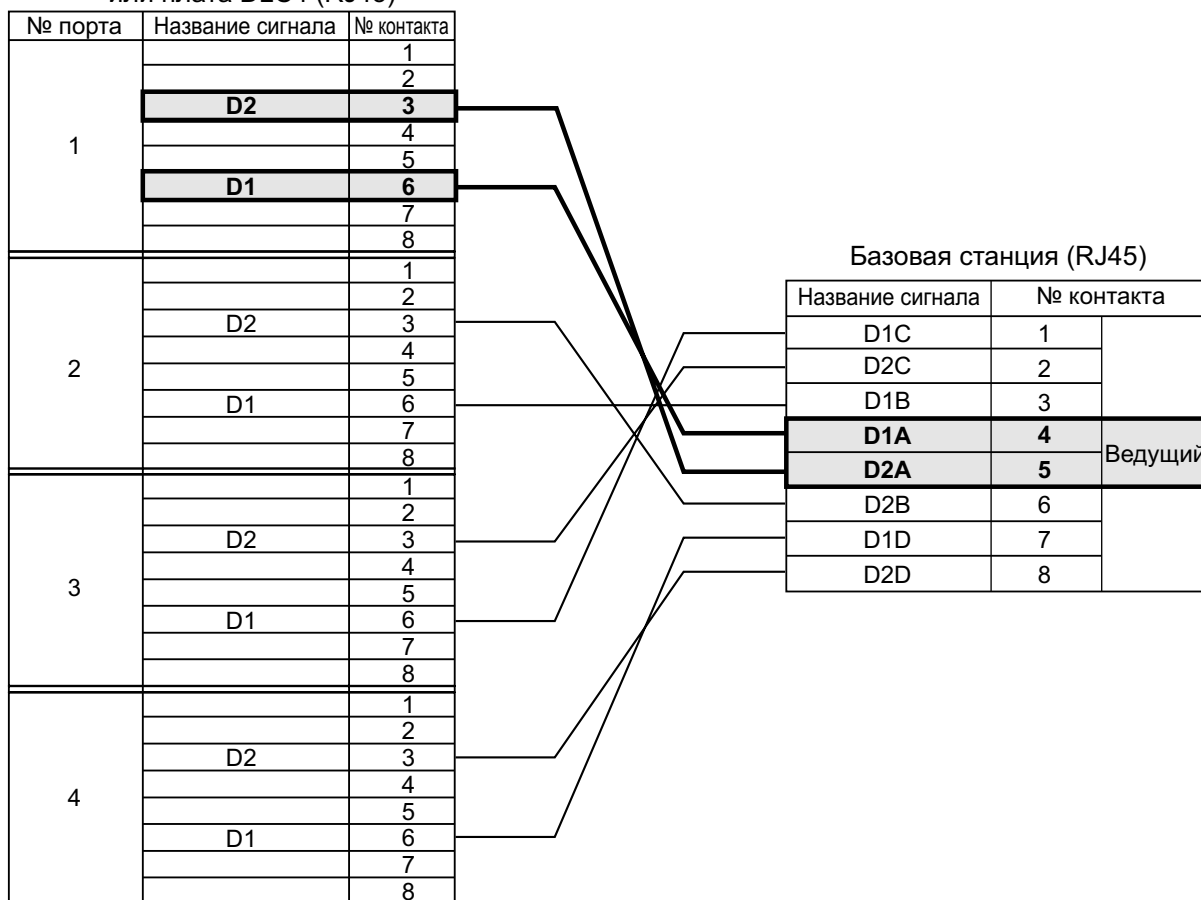 № порта Название сигнала № контакта
1
2
D2 3
4
1
5
D1 6
7
8
1
2
D2 3
4
2
5
D1 6
7
8
1
2
D2 3
4
3
5
D1 6
7
8
1
2
D2 3
4
4
5
D1 6
7
8
Базовая станция (RJ45)
Название сигнала № контакта
D1C 1
D2C 2
D1B 3
D1A 4
Ведущий
D2A 5
D2B 6
D1D 7
D2D 8